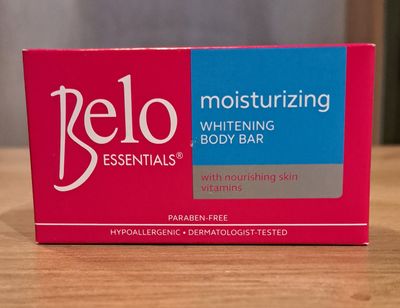 Belo
ESSENTIALS®
moisturizing
WHITENING
BODY BAR
with nourishing skin
vitamins
PARABEN-FREE
HYPOALLERGENIC • DERMATOLOGIST-TESTED